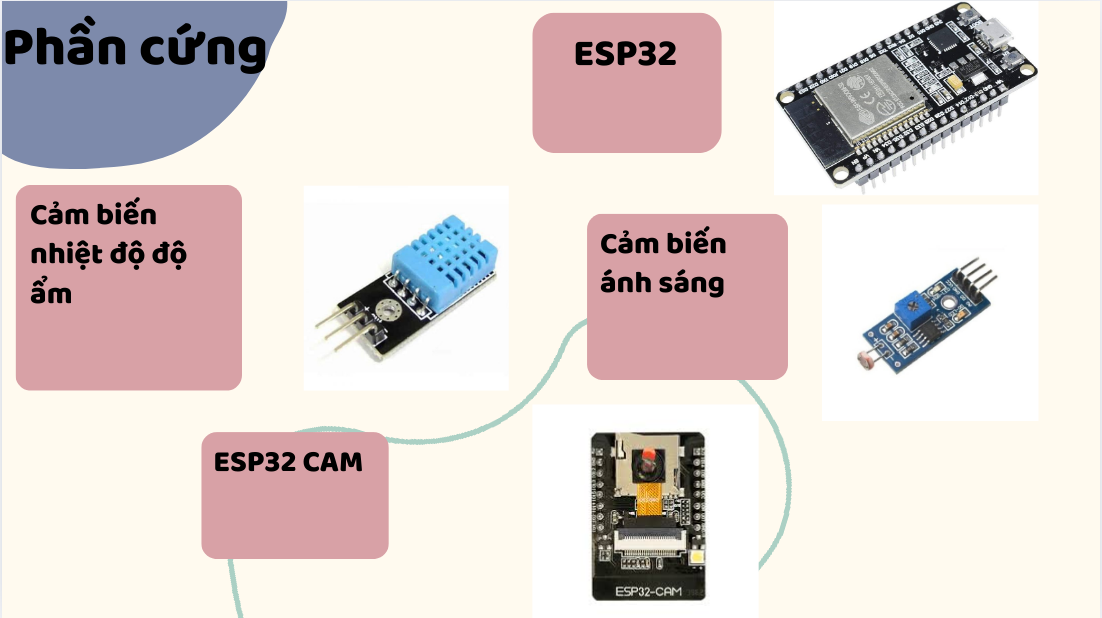 Phần cứng
ESP32
Cảm biến
nhiệt độ độ
ẩm
Cảm biến
ánh sáng
ESP32 CAM
ESP32-CAM